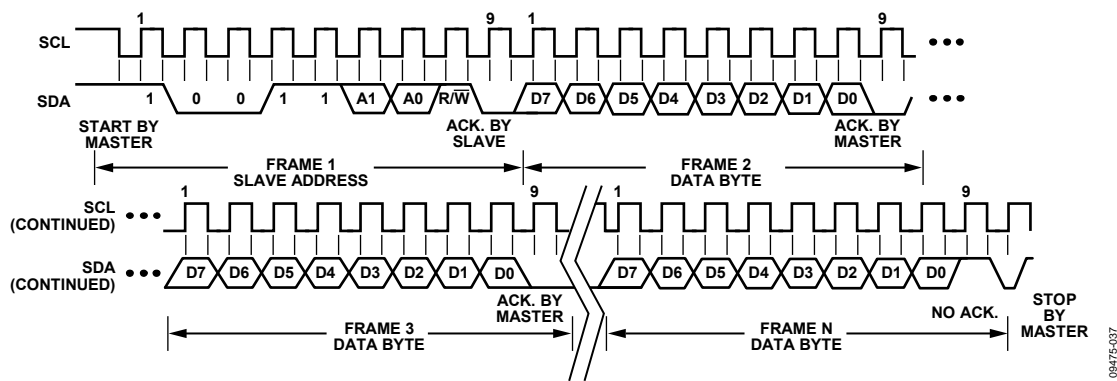 1 9 1 9
SCL
SDA 1 0 0 1 1 A1 A0 R/W̅ D7 D6 D5 D4 D3 D2 D1 D0
START BY MASTER
ACK. BY SLAVE
ACK. BY MASTER
FRAME 1
SLAVE ADDRESS
FRAME 2
DATA BYTE
1 9 1 9
SCL
(CONTINUED)
SDA
(CONTINUED) D7 D6 D5 D4 D3 D2 D1 D0 D7 D6 D5 D4 D3 D2 D1 D0
ACK. BY
MASTER
NO ACK.
STOP
BY
MASTER
FRAME 3
DATA BYTE
FRAME N
DATA BYTE
09475-037